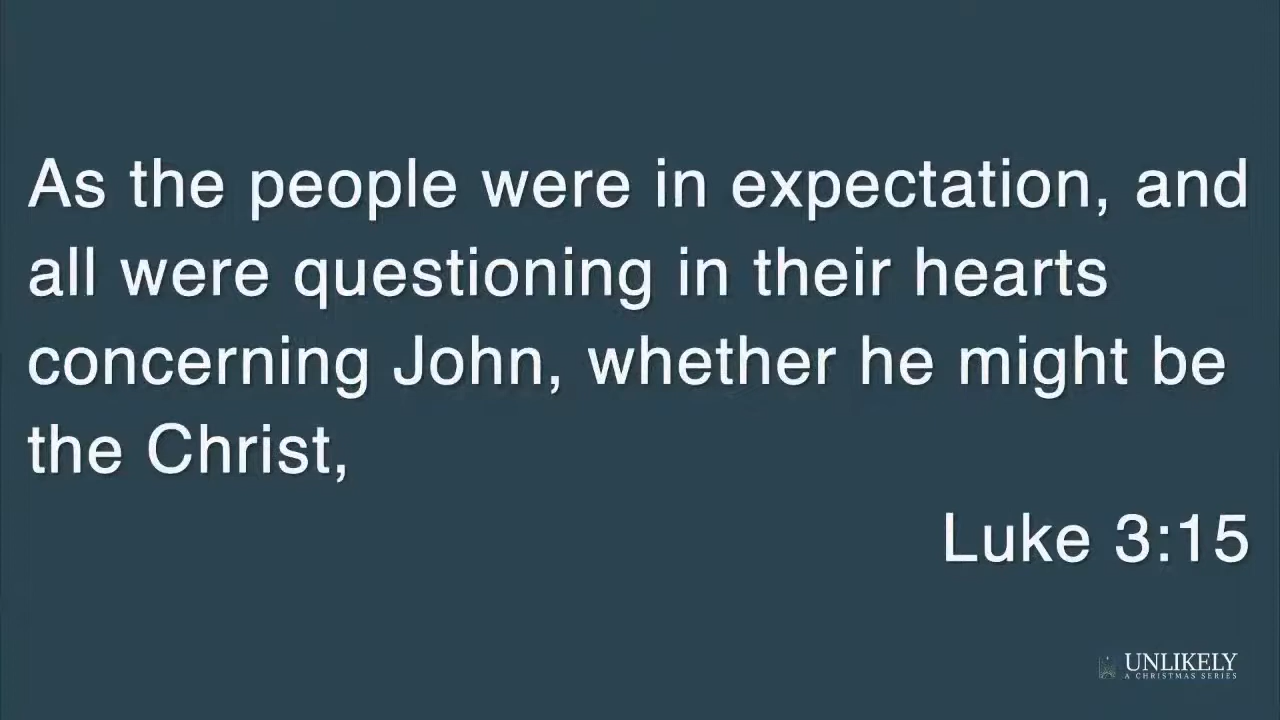 As the people were in expectation, and
all were questioning in their hearts
concerning John, whether he might be
the Christ,
Luke 3:15
UNLIKELY
A CHRISTMAS SERIES